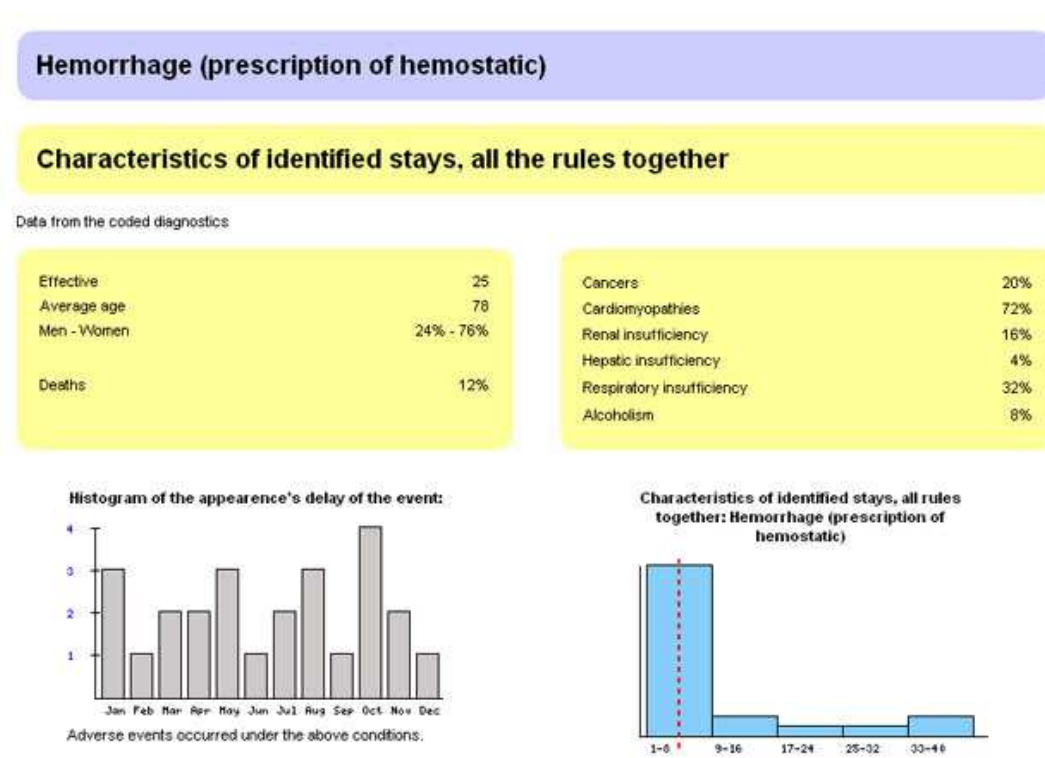 Hemorrhage (prescription of hemostatic)
Characteristics of identified stays, all the rules together
Data from the coded diagnostics
Effective 25
Average age 78
Men - Women 24% - 76%
Deaths 12%
Cancers 20%
Cardiomyopathies 72%
Renal insufficiency 16%
Hepatic insufficiency 4%
Respiratory insufficiency 32%
Alcoholism 8%
Histogram of the appearence's delay of the event:
4
3
2
1
Jan Feb Mar Apr May Jun Jul Aug Sep Oct Nov Dec
Adverse events occurred under the above conditions.
Characteristics of identified stays, all rules
together: Hemorrhage (prescription of
hemostatic)
1-8 9-16 17-24 25-32 33-40